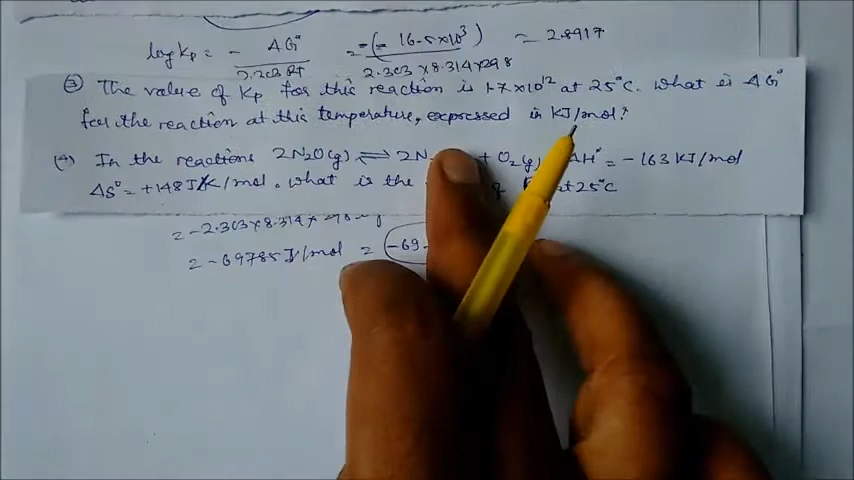 log Kp = - ΔG° / 2.303 RT = -(-16.5×10³) / 2.303×8.314×298 = 2.8917
③ The value of Kp for this reaction is 1.7×10¹² at 25°C. What is ΔG°
for the reaction at this temperature, expressed in KJ/mol?
(4) In the reactions 2N₂O(g) ⇌ 2N + O₂(g) ΔH° = -163 KJ/mol
ΔS° = +148 J/K/mol. what is the at 25°C
= -2.303×8.314×298
= -69785 J/mol = -69